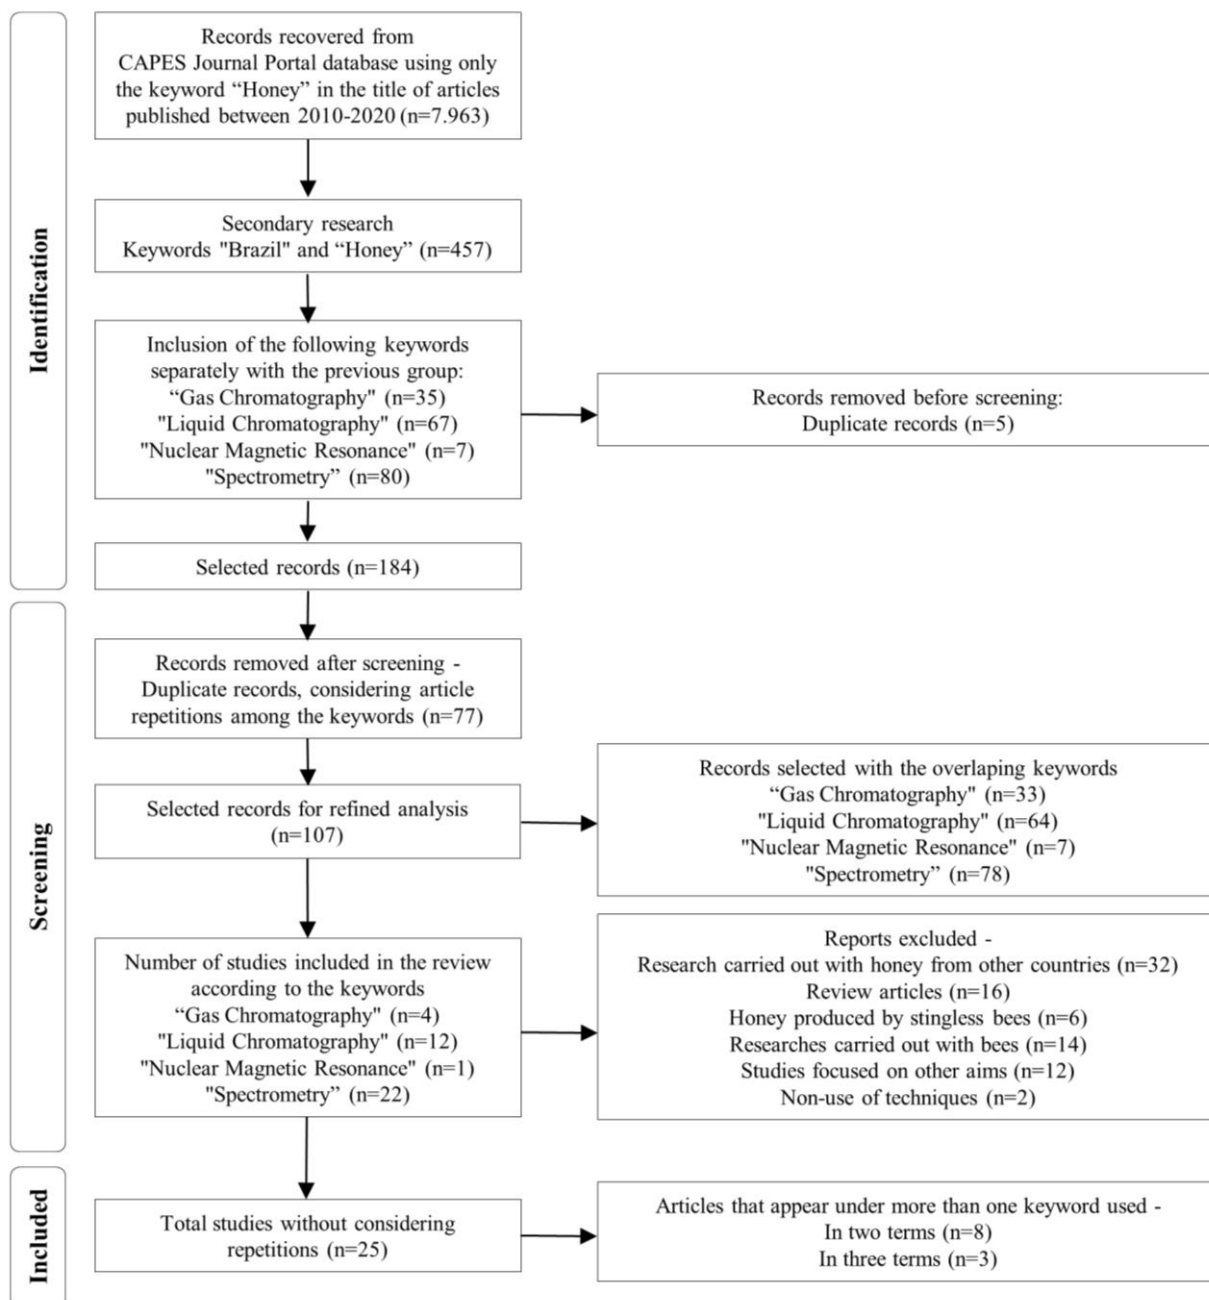 Identification
Records recovered from
CAPES Journal Portal database using only
the keyword “Honey” in the title of articles
published between 2010-2020 (n=7.963)
Secondary research
Keywords "Brazil" and “Honey” (n=457)
Inclusion of the following keywords
separately with the previous group:
“Gas Chromatography" (n=35)
"Liquid Chromatography" (n=67)
"Nuclear Magnetic Resonance" (n=7)
"Spectrometry” (n=80)
Records removed before screening:
Duplicate records (n=5)
Selected records (n=184)
Screening
Records removed after screening -
Duplicate records, considering article
repetitions among the keywords (n=77)
Selected records for refined analysis
(n=107)
Records selected with the overlaping keywords
“Gas Chromatography" (n=33)
"Liquid Chromatography" (n=64)
"Nuclear Magnetic Resonance" (n=7)
"Spectrometry” (n=78)
Number of studies included in the review
according to the keywords
“Gas Chromatography" (n=4)
"Liquid Chromatography" (n=12)
"Nuclear Magnetic Resonance" (n=1)
"Spectrometry” (n=22)
Reports excluded -
Research carried out with honey from other countries (n=32)
Review articles (n=16)
Honey produced by stingless bees (n=6)
Researches carried out with bees (n=14)
Studies focused on other aims (n=12)
Non-use of techniques (n=2)
Included
Total studies without considering
repetitions (n=25)
Articles that appear under more than one keyword used -
In two terms (n=8)
In three terms (n=3)